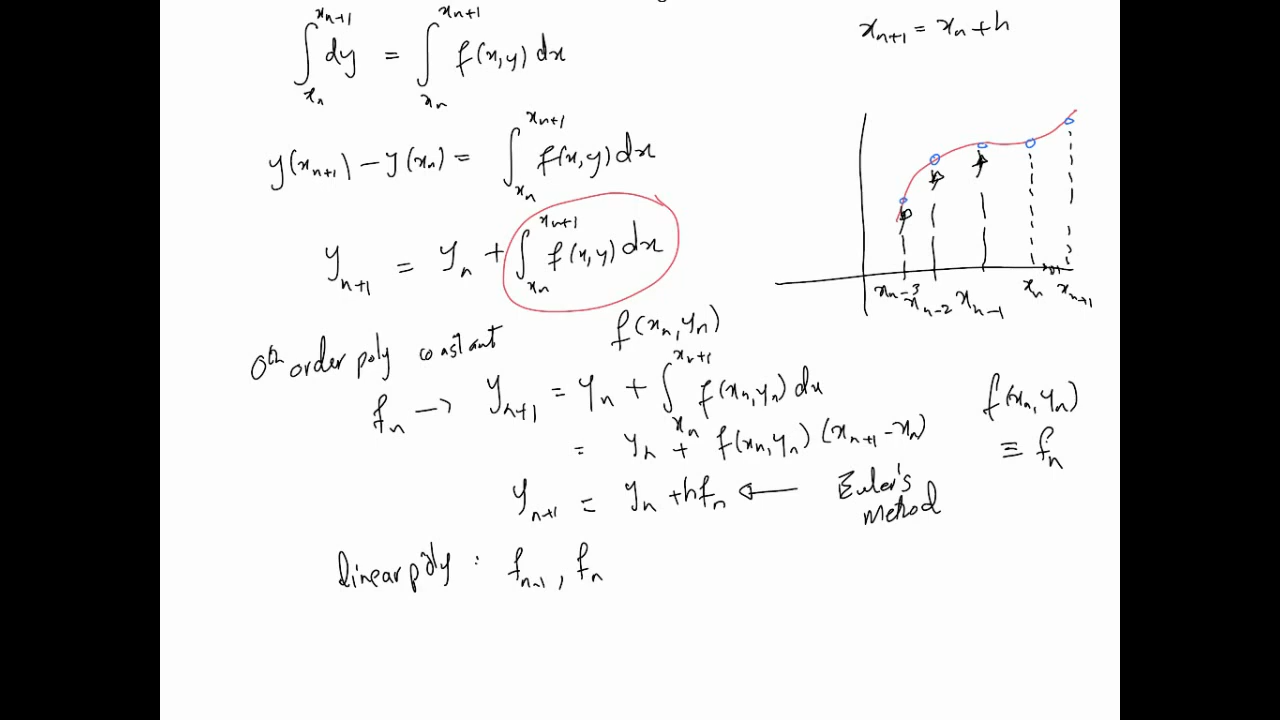 ∫_{x_n}^{x_{n+1}} dy = ∫_{x_n}^{x_{n+1}} f(x,y) dx
x_{n+1} = x_n + h
y(x_{n+1}) − y(x_n) = ∫_{x_n}^{x_{n+1}} f(x,y) dx
y_{n+1} = y_n + ∫_{x_n}^{x_{n+1}} f(x,y) dx
x_{n-3} x_{n-2} x_{n-1} x_n x_{n+1}
0th order poly constant f(x_n, y_n)
f_n → y_{n+1} = y_n + ∫_{x_n}^{x_{n+1}} f(x_n, y_n) dx
f(x_n, y_n)
≡ f_n
= y_n + f(x_n, y_n) (x_{n+1} − x_n)
y_{n+1} = y_n + h f_n ← Euler's
method
linear poly : f_{n-1}, f_n